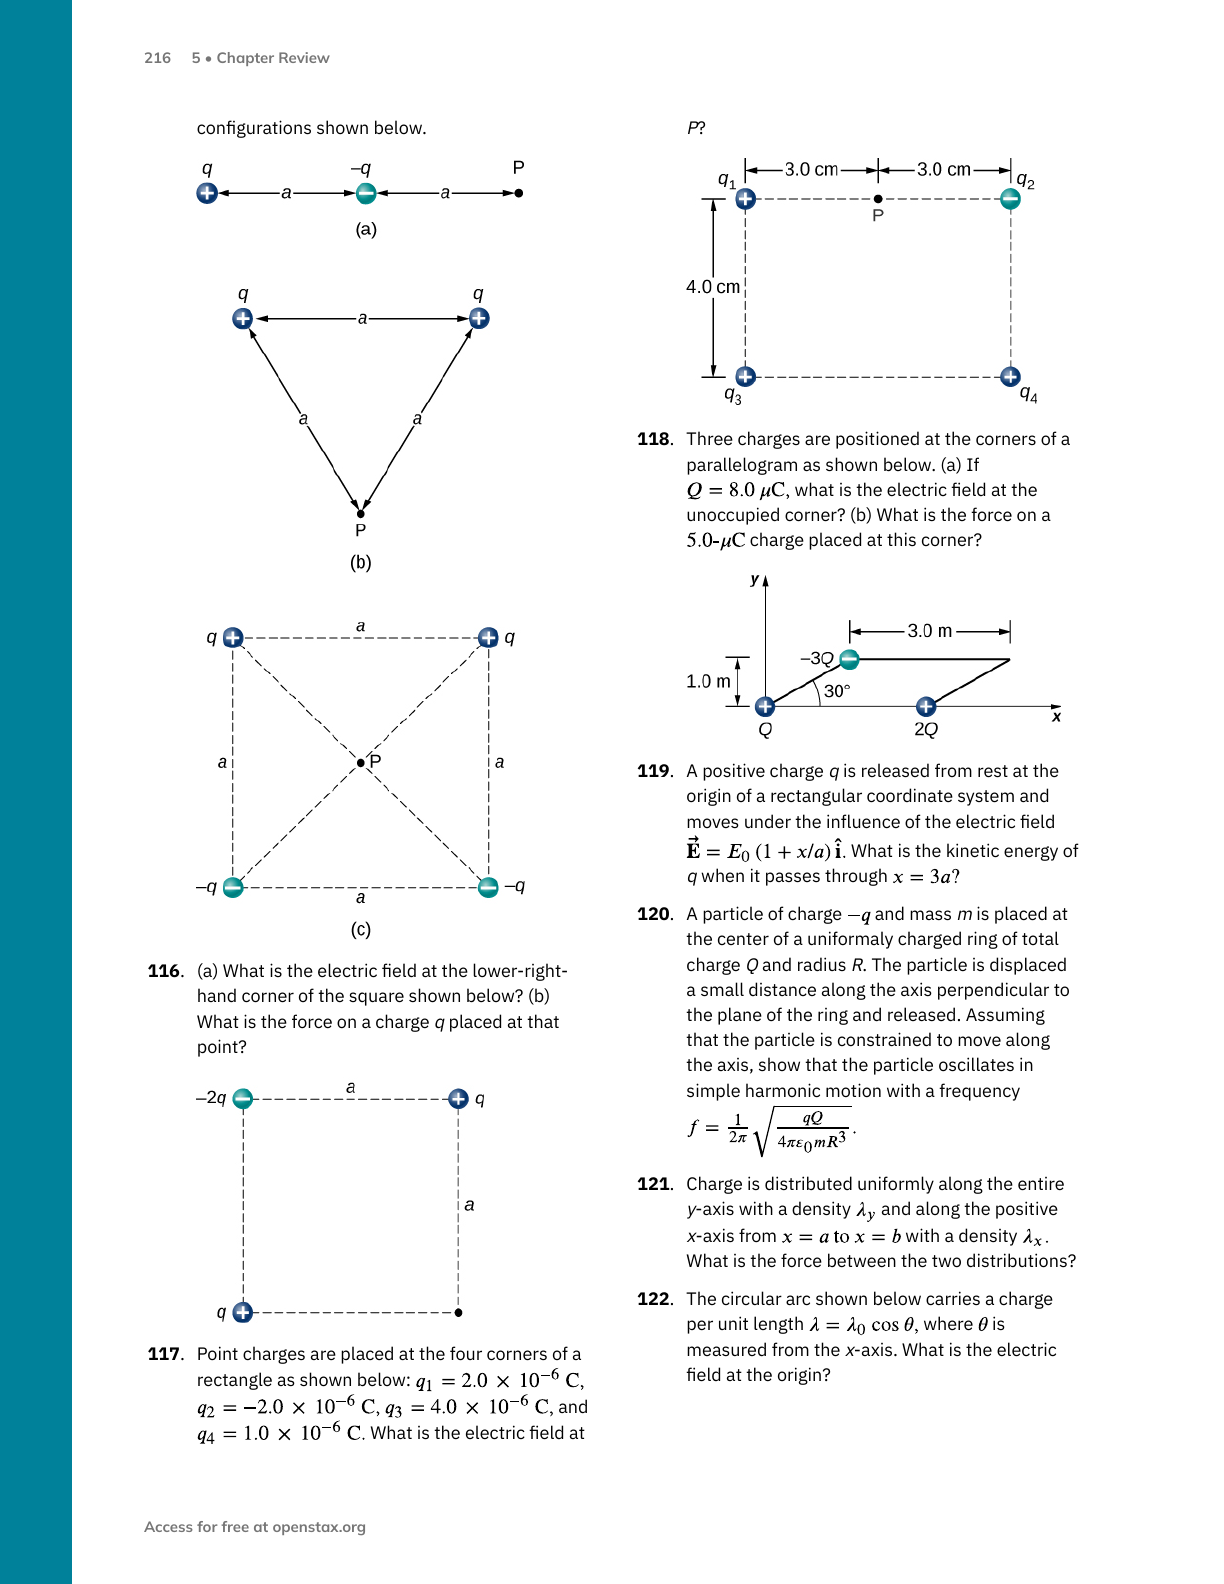 216 5 • Chapter Review
configurations shown below.
q −q P
a a
(a)
q q
a
a a
P
(b)
a
q q
a P a
−q −q
a
(c)
116. (a) What is the electric field at the lower-right-
hand corner of the square shown below? (b)
What is the force on a charge q placed at that
point?
a
−2q q
a
q
117. Point charges are placed at the four corners of a
rectangle as shown below: q₁ = 2.0 × 10⁻⁶ C,
q₂ = −2.0 × 10⁻⁶ C, q₃ = 4.0 × 10⁻⁶ C, and
q₄ = 1.0 × 10⁻⁶ C. What is the electric field at
P?
3.0 cm 3.0 cm
q₁ q₂
P
4.0 cm
q₃ q₄
118. Three charges are positioned at the corners of a
parallelogram as shown below. (a) If
Q = 8.0 μC, what is the electric field at the
unoccupied corner? (b) What is the force on a
5.0-μC charge placed at this corner?
y
3.0 m
−3Q
1.0 m 30°
x
Q 2Q
119. A positive charge q is released from rest at the
origin of a rectangular coordinate system and
moves under the influence of the electric field
E⃗ = E₀ (1 + x/a) î. What is the kinetic energy of
q when it passes through x = 3a?
120. A particle of charge −q and mass m is placed at
the center of a uniformaly charged ring of total
charge Q and radius R. The particle is displaced
a small distance along the axis perpendicular to
the plane of the ring and released. Assuming
that the particle is constrained to move along
the axis, show that the particle oscillates in
simple harmonic motion with a frequency
f = 1/2π √(qQ/4πε₀mR³).
121. Charge is distributed uniformly along the entire
y-axis with a density λy and along the positive
x-axis from x = a to x = b with a density λx.
What is the force between the two distributions?
122. The circular arc shown below carries a charge
per unit length λ = λ₀ cos θ, where θ is
measured from the x-axis. What is the electric
field at the origin?
Access for free at openstax.org